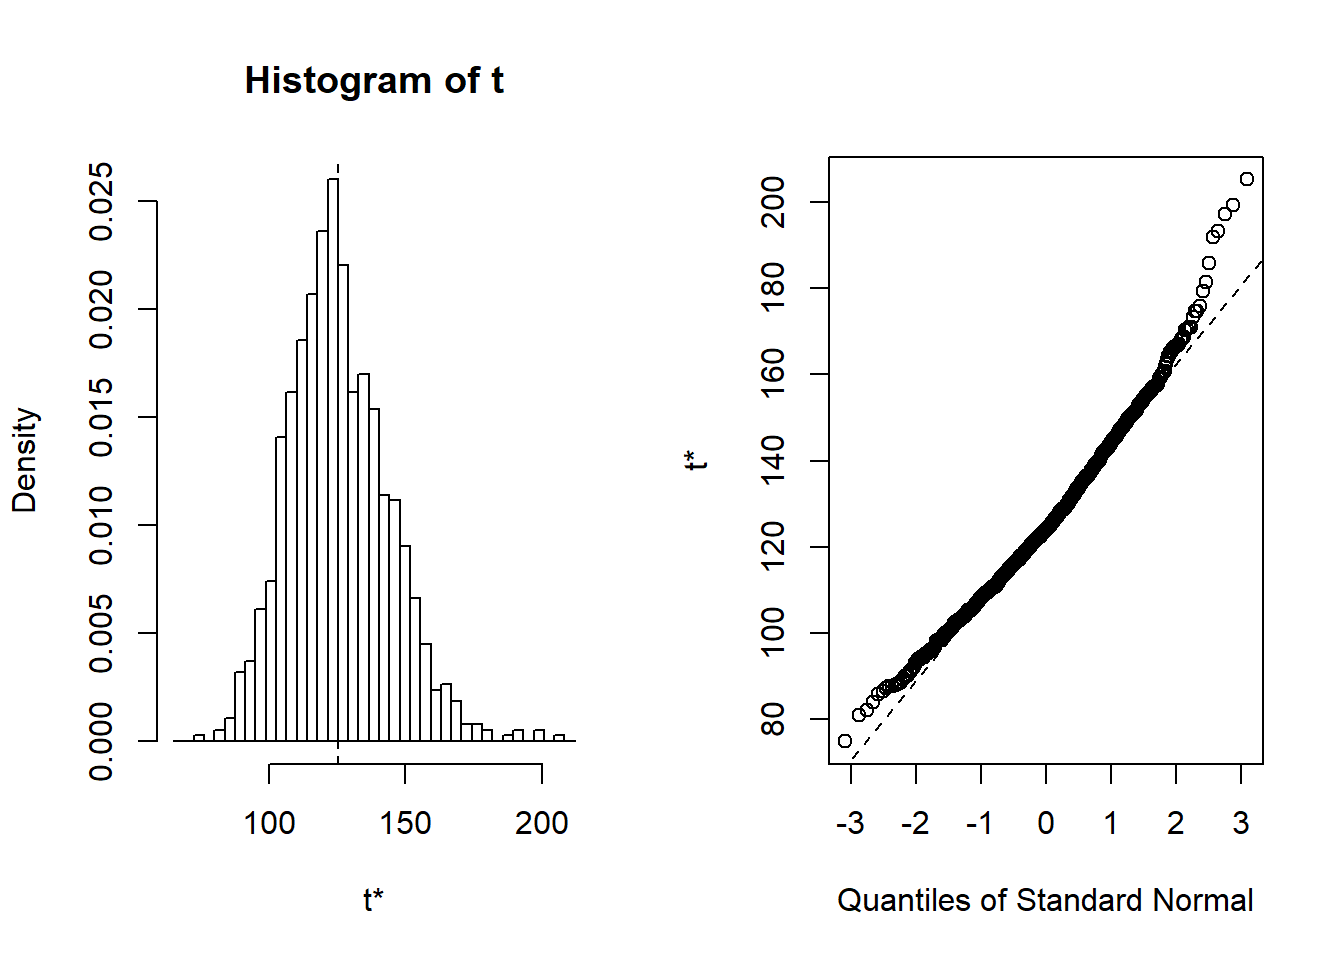 Histogram of t
Density
0.000 0.005 0.010 0.015 0.020 0.025
100 150 200
t*
t*
80 100 120 140 160 180 200
-3 -2 -1 0 1 2 3
Quantiles of Standard Normal